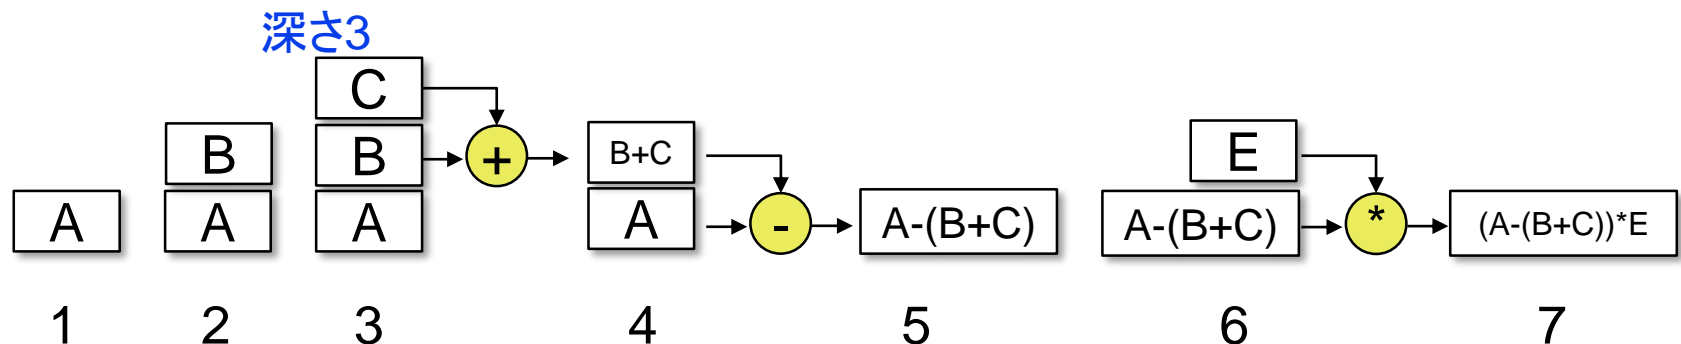 深さ3
C
B
B
+
B+C
E
A
A
A
A
-
A-(B+C)
A-(B+C)
*
(A-(B+C))*E
1
2
3
4
5
6
7